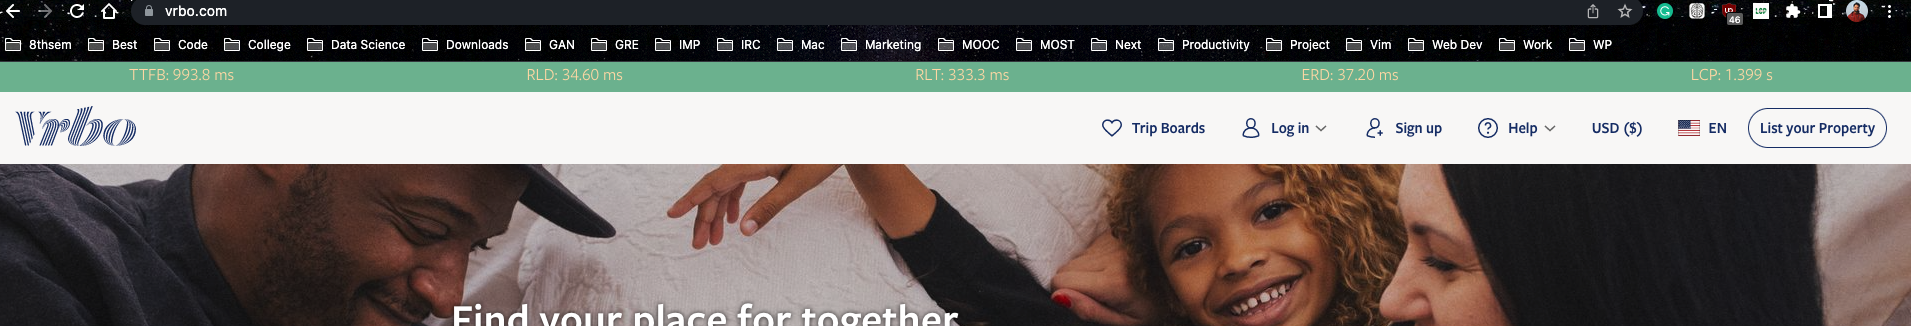 vrbo.com
46
LCP
8thsem Best Code College Data Science Downloads GAN GRE IMP IRC Mac Marketing MOOC MOST Next Productivity Project Vim Web Dev Work WP
TTFB: 993.8 ms RLD: 34.60 ms RLT: 333.3 ms ERD: 37.20 ms LCP: 1.399 s
Vrbo Trip Boards Log in Sign up Help USD ($) EN List your Property
Find your place for together